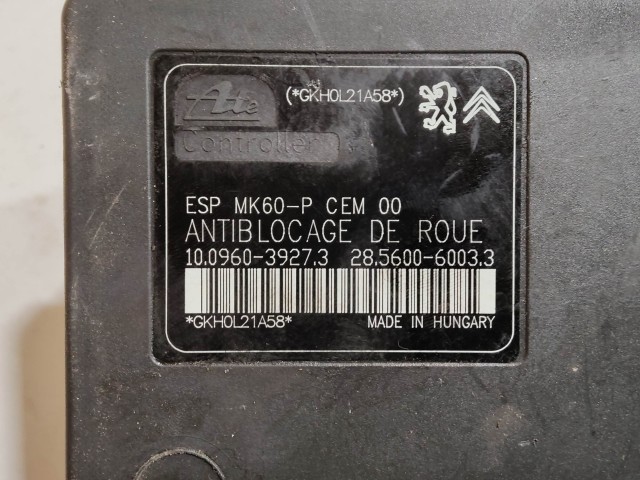 Ate (*GKH0L21A58*)
Controller
ESP MK60-P CEM 00
ANTIBLOCAGE DE ROUE
10.0960-3927.3 28.5600-6003.3
*GKH0L21A58* MADE IN HUNGARY